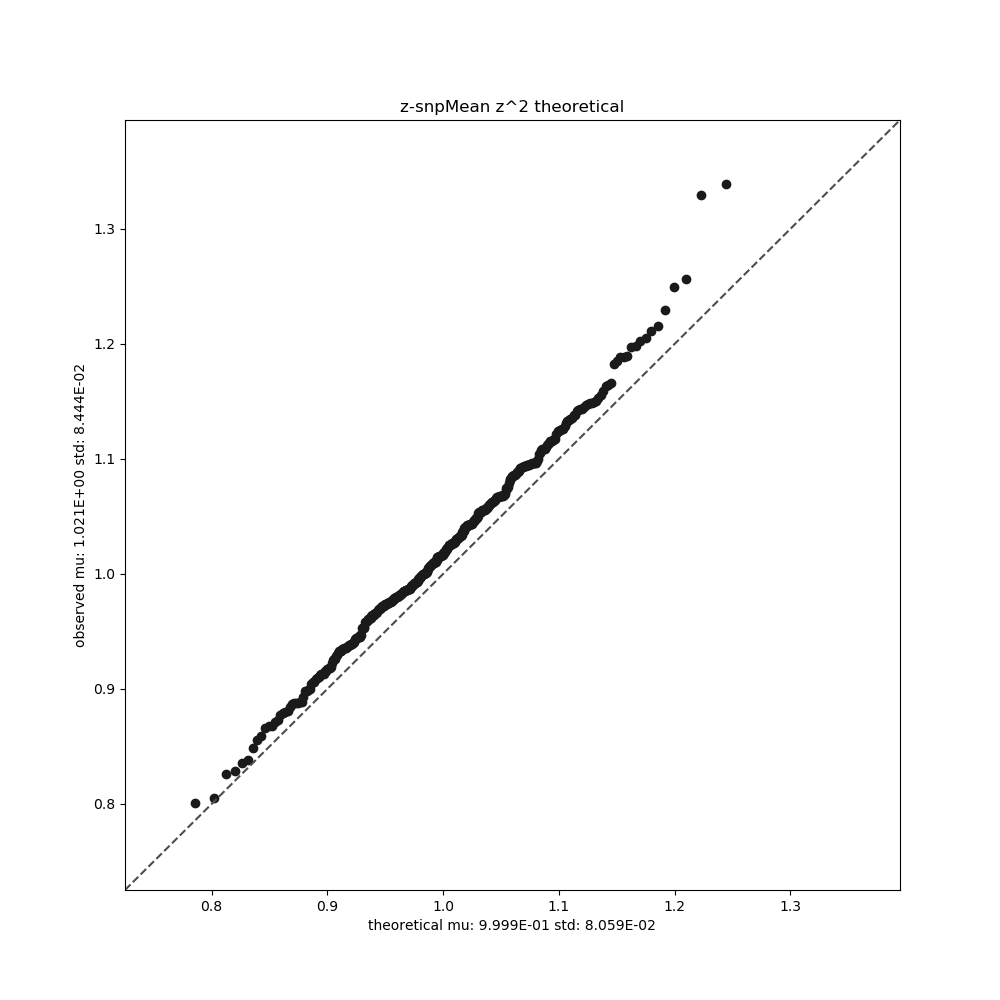 z-snpMean z^2 theoretical
observed mu: 1.021E+00 std: 8.444E-02
1.3
1.2
1.1
1.0
0.9
0.8
0.8 0.9 1.0 1.1 1.2 1.3
theoretical mu: 9.999E-01 std: 8.059E-02